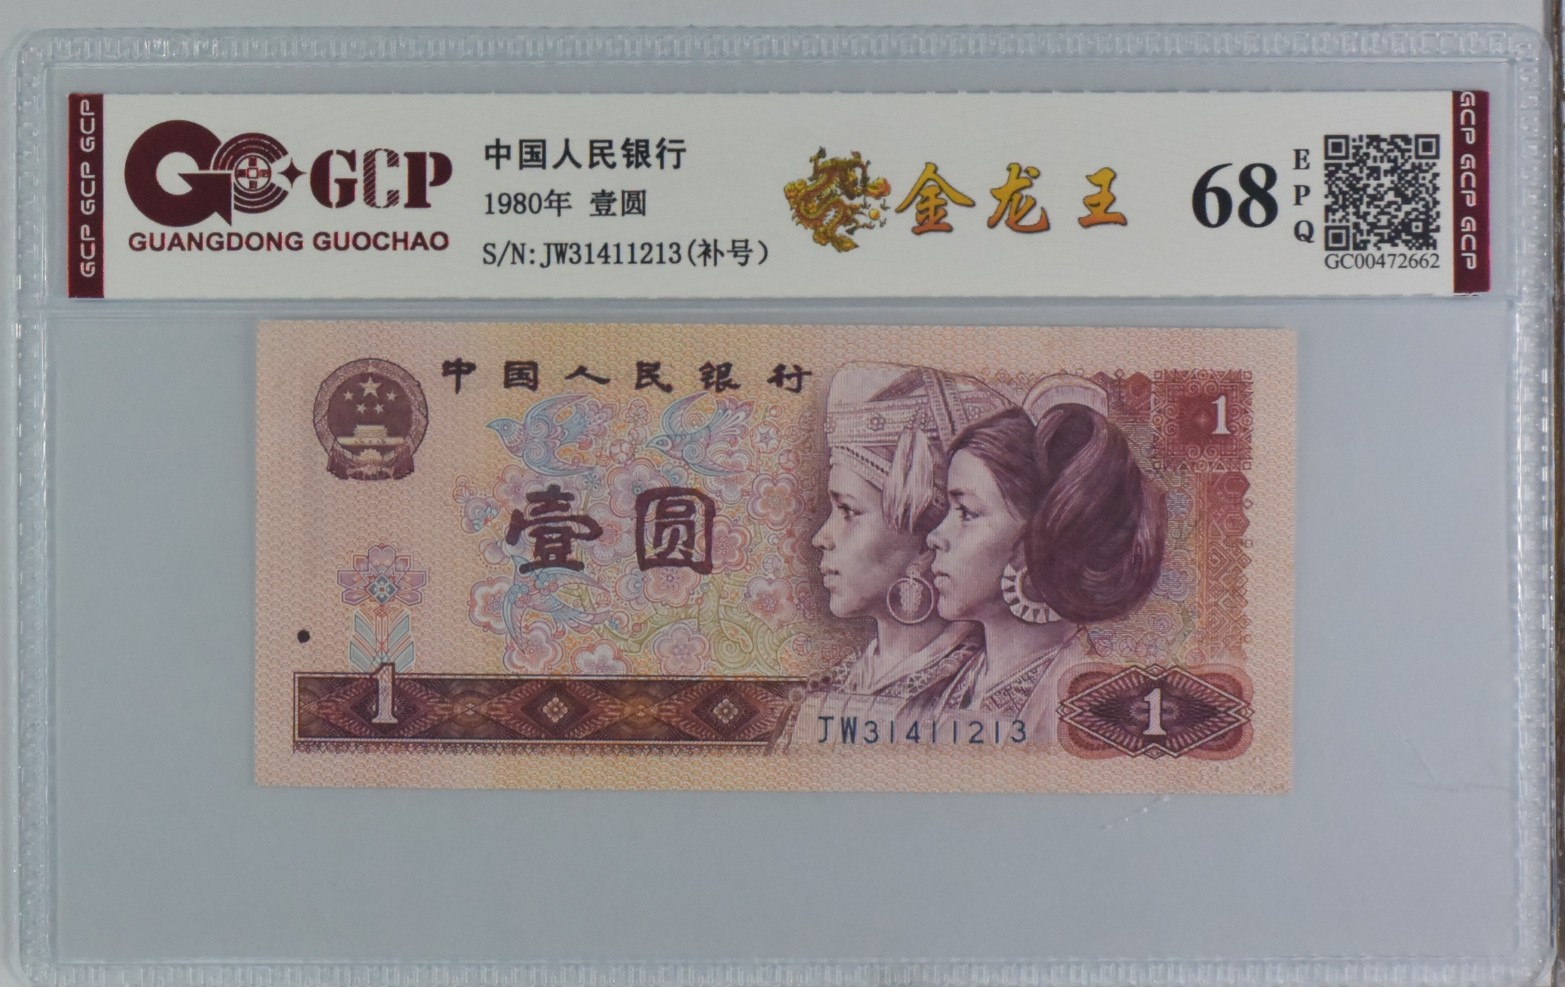 GCP GCP GCP
GCP
GUANGDONG GUOCHAO
中国人民银行
1980年 壹圆
S/N:JW31411213(补号)
金龙王
68
EPQ
GC00472662
GCP GCP GCP
中国人民银行
1
壹圆
1
JW31411213
1